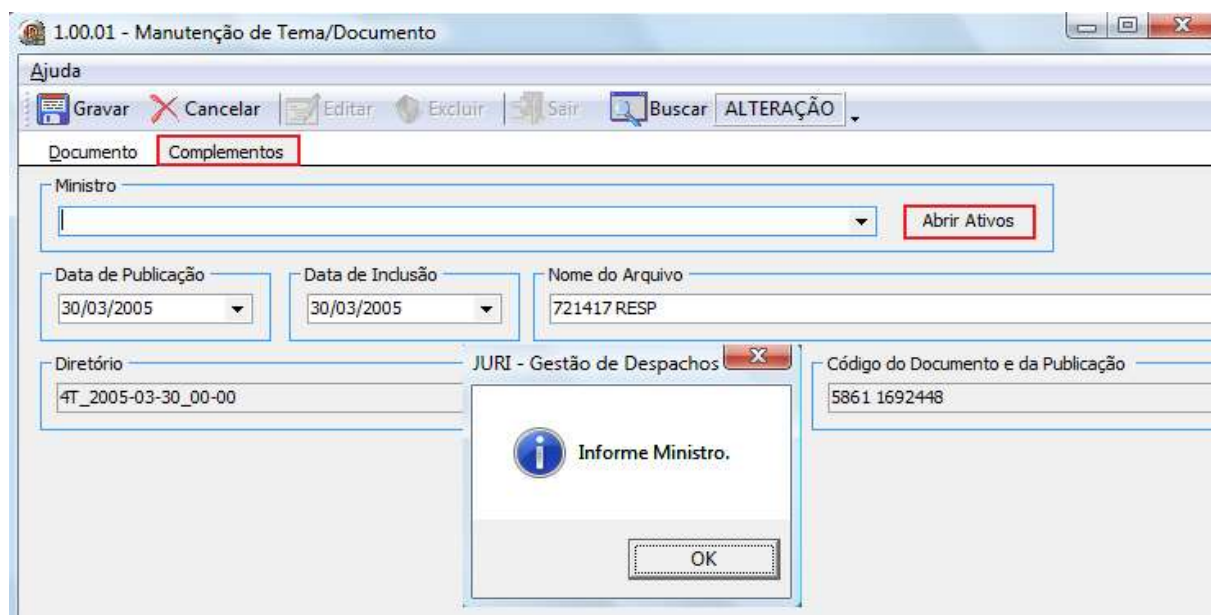 1.00.01 - Manutenção de Tema/Documento
Ajuda
Gravar Cancelar Editar Excluir Sair Buscar ALTERAÇÃO
Documento Complementos
Ministro
Abrir Ativos
Data de Publicação Data de Inclusão Nome do Arquivo
30/03/2005 30/03/2005 721417 RESP
Diretório JURI - Gestão de Despachos Código do Documento e da Publicação
4T_2005-03-30_00-00 5861 1692448
Informe Ministro.
OK